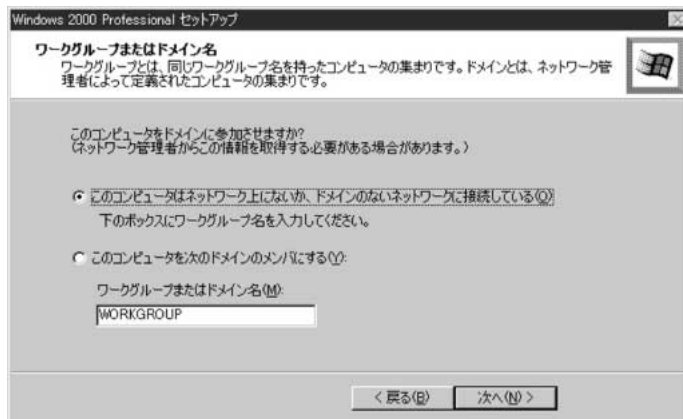 Windows 2000 Professional セットアップ
ワークグループまたはドメイン名
ワークグループとは、同じワークグループ名を持ったコンピュータの集まりです。ドメインとは、ネットワーク管
理者によって定義されたコンピュータの集まりです。
このコンピュータをドメインに参加させますか?
(ネットワーク管理者からこの情報を取得する必要がある場合があります。)
このコンピュータはネットワーク上にないか、ドメインのないネットワークに接続している(O)
下のボックスにワークグループ名を入力してください。
このコンピュータを次のドメインのメンバにする(Y):
ワークグループまたはドメイン名(M):
WORKGROUP
< 戻る(B) 次へ(N) >